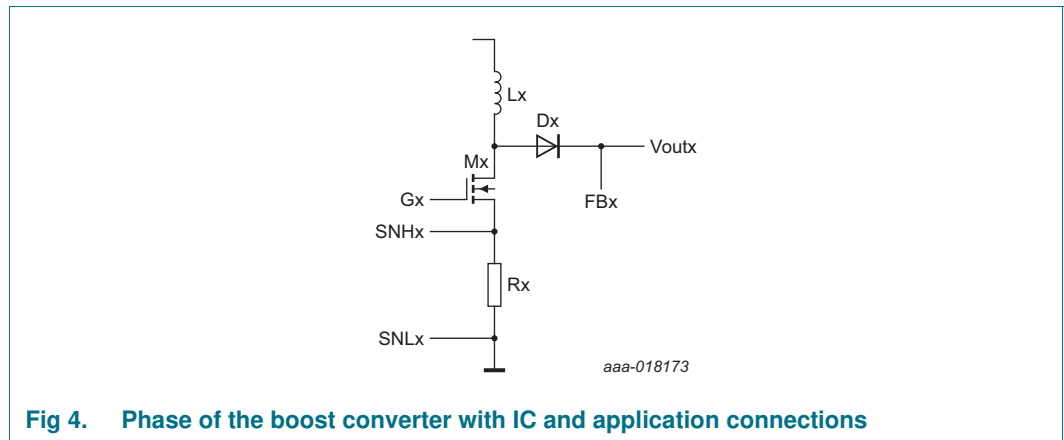 Lx
Dx
Voutx
Mx
Gx
FBx
SNHx
Rx
SNLx
aaa-018173
Fig 4. Phase of the boost converter with IC and application connections